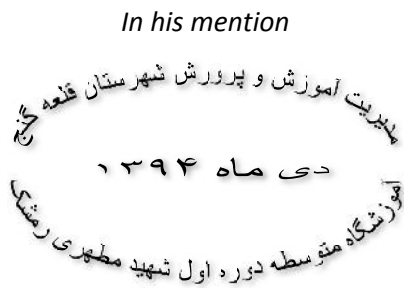 In his mention
مدیریت آموزش و پرورش شهرستان قلعه گنج
دی ماه ۱۳۹۴
آموزشگاه متوسطه دوره اول شهید مطهری رمشک